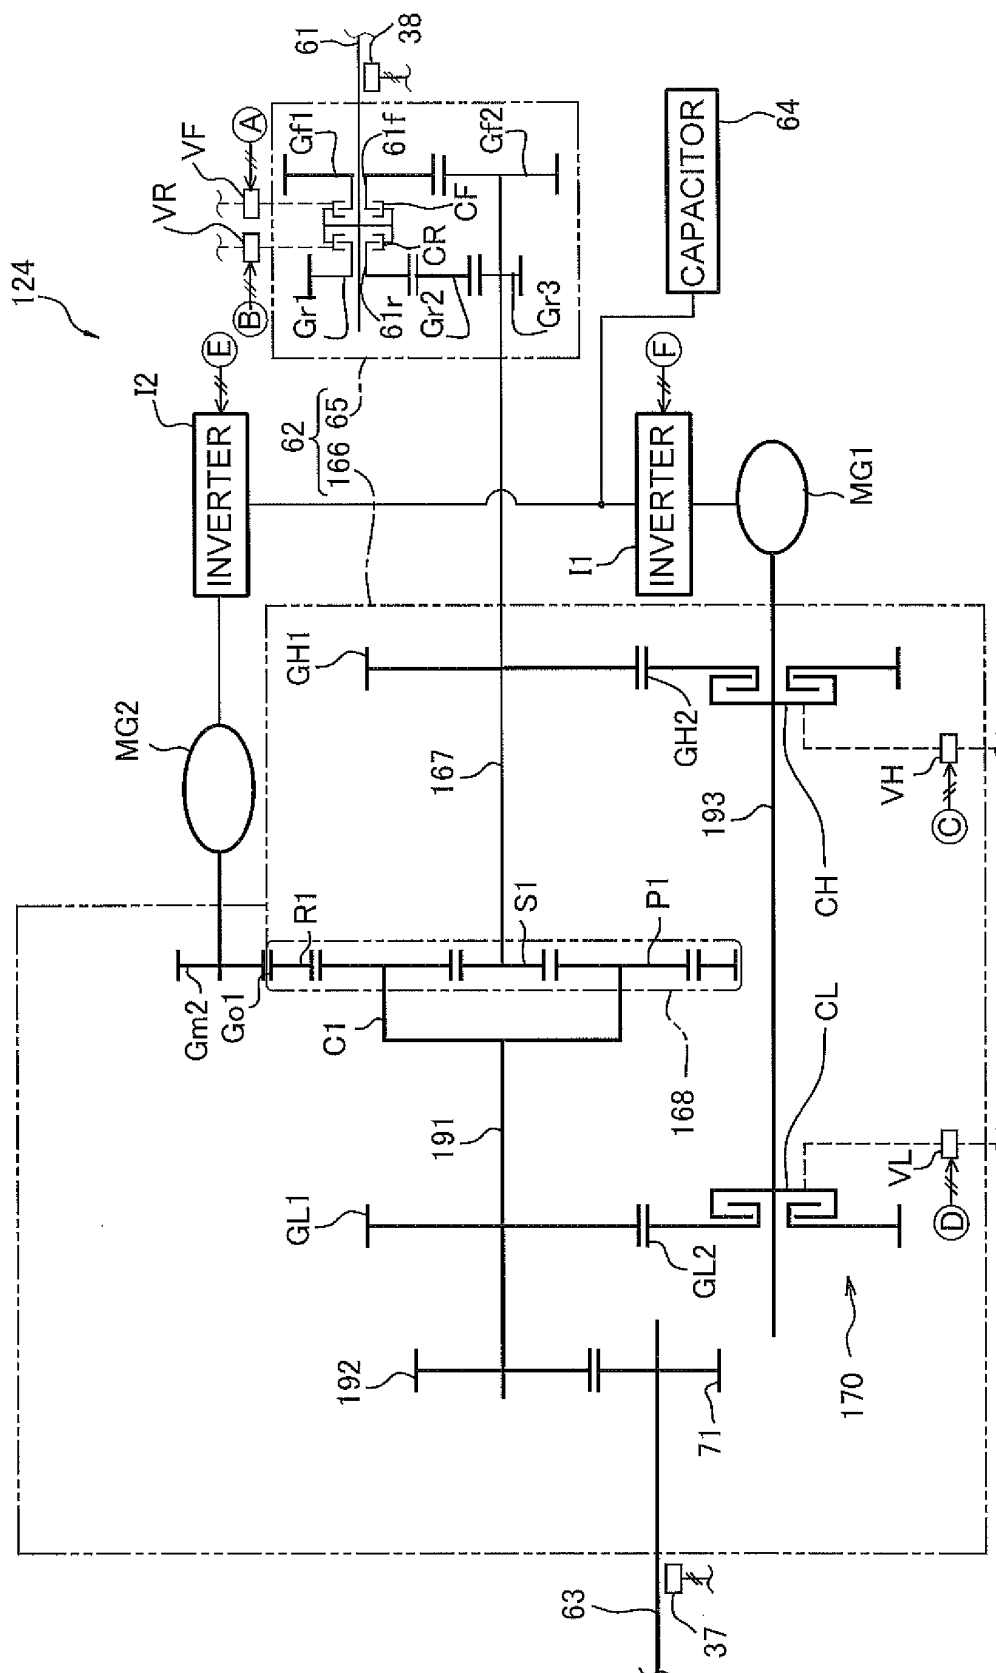 124
61
38
VF
A
VR
B
Gf1
61f
Gf2
CF
CR
Gr1
61r
Gr2
Gr3
64
CAPACITOR
I2
E
INVERTER
62
65
166
I1
F
INVERTER
MG1
MG2
GH1
GH2
167
193
VH
C
CH
R1
S1
P1
Gm2
Go1
C1
168
CL
191
VL
D
GL1
GL2
170
192
71
63
37